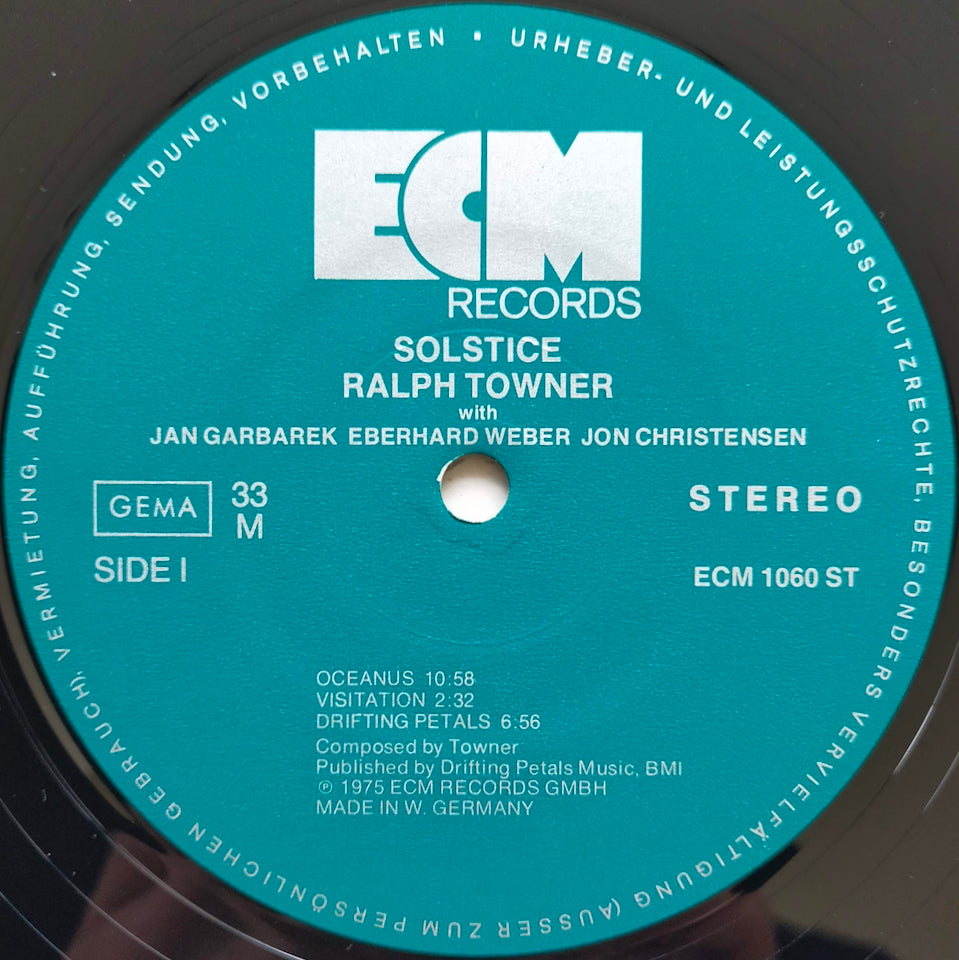 ECM
RECORDS
SOLSTICE
RALPH TOWNER
with
JAN GARBAREK EBERHARD WEBER JON CHRISTENSEN
GEMA
33
M
STEREO
SIDE I
ECM 1060 ST
OCEANUS 10:58
VISITATION 2:32
DRIFTING PETALS 6:56
Composed by Towner
Published by Drifting Petals Music, BMI
℗ 1975 ECM RECORDS GMBH
MADE IN W. GERMANY
URHEBER- UND LEISTUNGSSCHUTZRECHTE, BESONDERS VERVIELFÄLTIGUNG (AUSSER ZUM PERSÖNLICHEN GEBRAUCH), VERMIETUNG, AUFFÜHRUNG, SENDUNG, VORBEHALTEN •